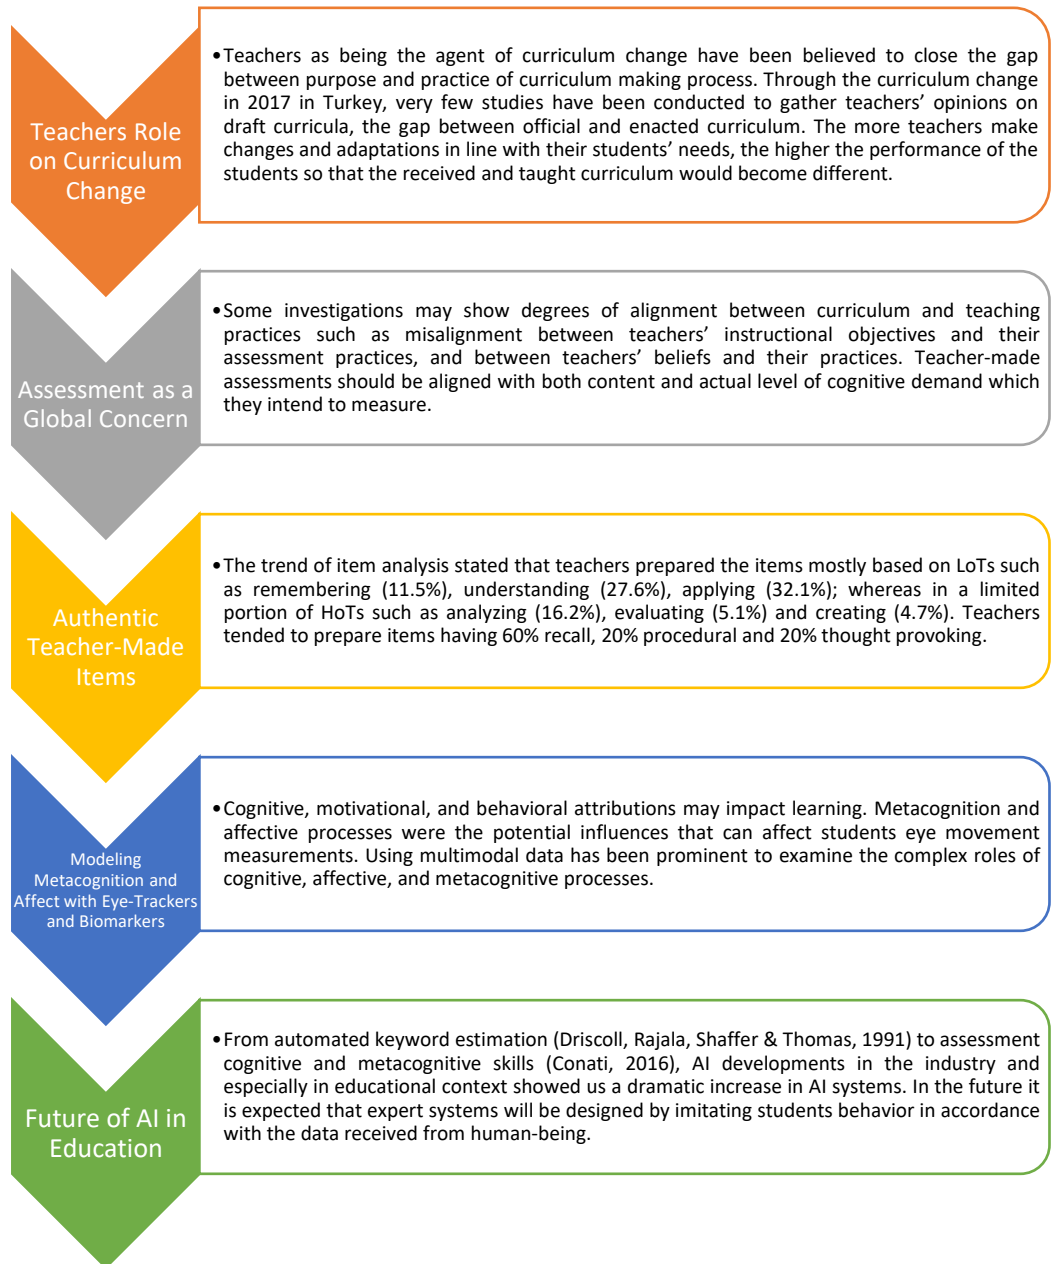 Teachers Role
on Curriculum
Change
•Teachers as being the agent of curriculum change have been believed to close the gap
between purpose and practice of curriculum making process. Through the curriculum change
in 2017 in Turkey, very few studies have been conducted to gather teachers’ opinions on
draft curricula, the gap between official and enacted curriculum. The more teachers make
changes and adaptations in line with their students’ needs, the higher the performance of the
students so that the received and taught curriculum would become different.
Assessment as a
Global Concern
•Some investigations may show degrees of alignment between curriculum and teaching
practices such as misalignment between teachers’ instructional objectives and their
assessment practices, and between teachers’ beliefs and their practices. Teacher-made
assessments should be aligned with both content and actual level of cognitive demand which
they intend to measure.
Authentic
Teacher-Made
Items
•The trend of item analysis stated that teachers prepared the items mostly based on LoTs such
as remembering (11.5%), understanding (27.6%), applying (32.1%); whereas in a limited
portion of HoTs such as analyzing (16.2%), evaluating (5.1%) and creating (4.7%). Teachers
tended to prepare items having 60% recall, 20% procedural and 20% thought provoking.
Modeling
Metacognition and
Affect with Eye-Trackers
and Biomarkers
•Cognitive, motivational, and behavioral attributions may impact learning. Metacognition and
affective processes were the potential influences that can affect students eye movement
measurements. Using multimodal data has been prominent to examine the complex roles of
cognitive, affective, and metacognitive processes.
Future of AI in
Education
•From automated keyword estimation (Driscoll, Rajala, Shaffer & Thomas, 1991) to assessment
cognitive and metacognitive skills (Conati, 2016), AI developments in the industry and
especially in educational context showed us a dramatic increase in AI systems. In the future it
is expected that expert systems will be designed by imitating students behavior in accordance
with the data received from human-being.